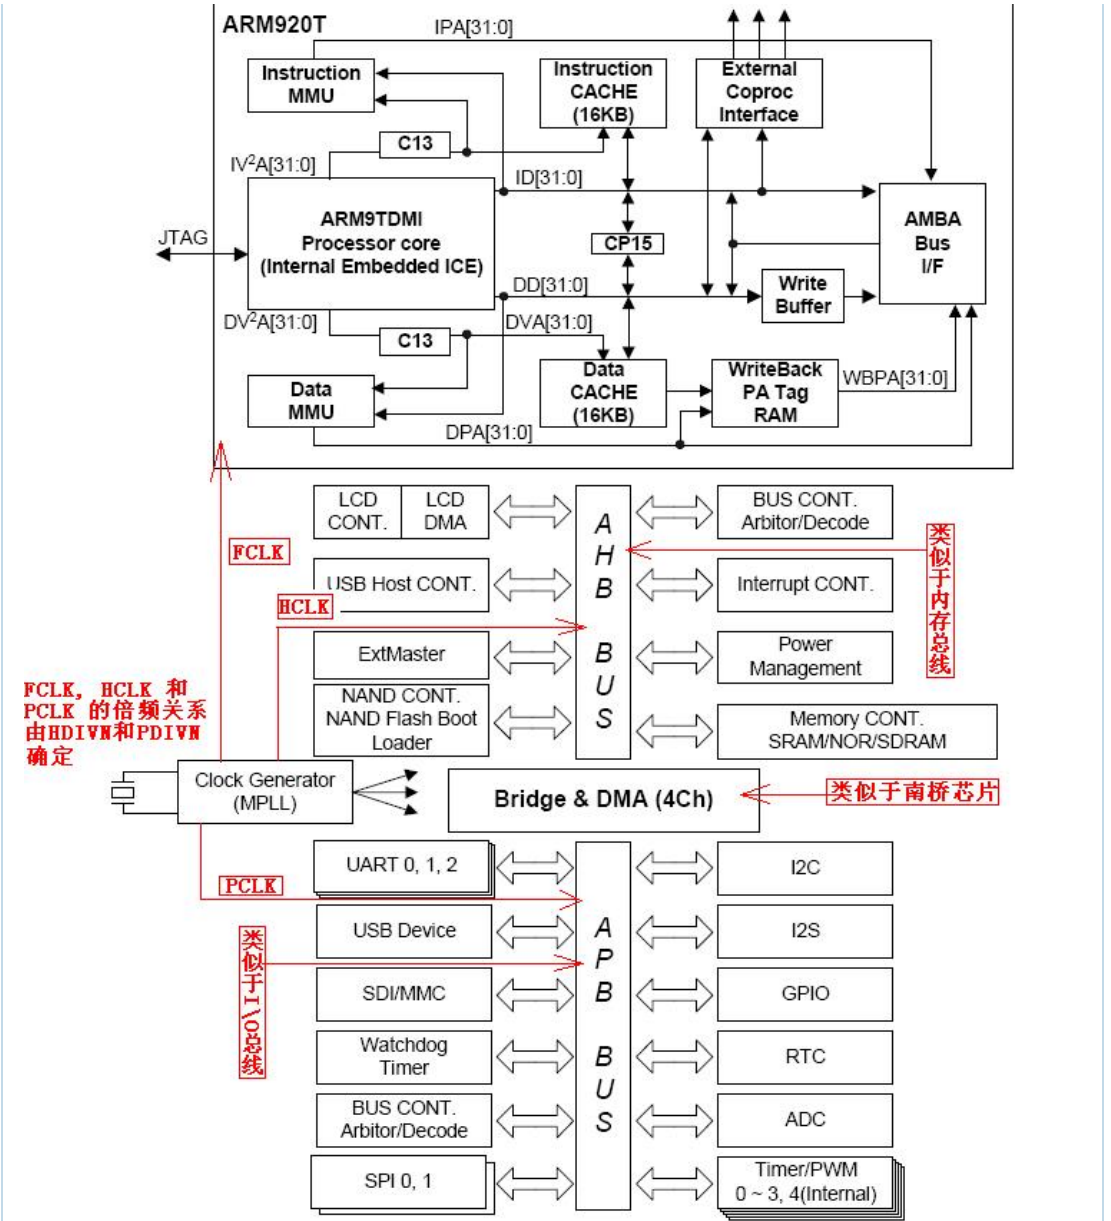 ARM920T
IPA[31:0]
Instruction
MMU
Instruction
CACHE
(16KB)
External
Coproc
Interface
C13
IV²A[31:0]
ID[31:0]
ARM9TDMI
Processor core
(Internal Embedded ICE)
JTAG
CP15
AMBA
Bus
I/F
DD[31:0]
Write
Buffer
DV²A[31:0]
C13
DVA[31:0]
Data
MMU
Data
CACHE
(16KB)
WriteBack
PA Tag
RAM
WBPA[31:0]
DPA[31:0]
LCD
CONT.
LCD
DMA
AHB BUS
BUS CONT.
Arbitor/Decode
FCLK
类似于内存总线
USB Host CONT.
Interrupt CONT.
HCLK
ExtMaster
Power
Management
FCLK, HCLK 和
PCLK 的倍频关系
由HDIVN和PDIVN
确定
NAND CONT.
NAND Flash Boot
Loader
Memory CONT.
SRAM/NOR/SDRAM
Clock Generator
(MPLL)
Bridge & DMA (4Ch)
类似于南桥芯片
UART 0, 1, 2
APB BUS
I2C
PCLK
USB Device
I2S
类似于I\O总线
SDI/MMC
GPIO
Watchdog
Timer
RTC
BUS CONT.
Arbitor/Decode
ADC
SPI 0, 1
Timer/PWM
0 ~ 3, 4(Internal)